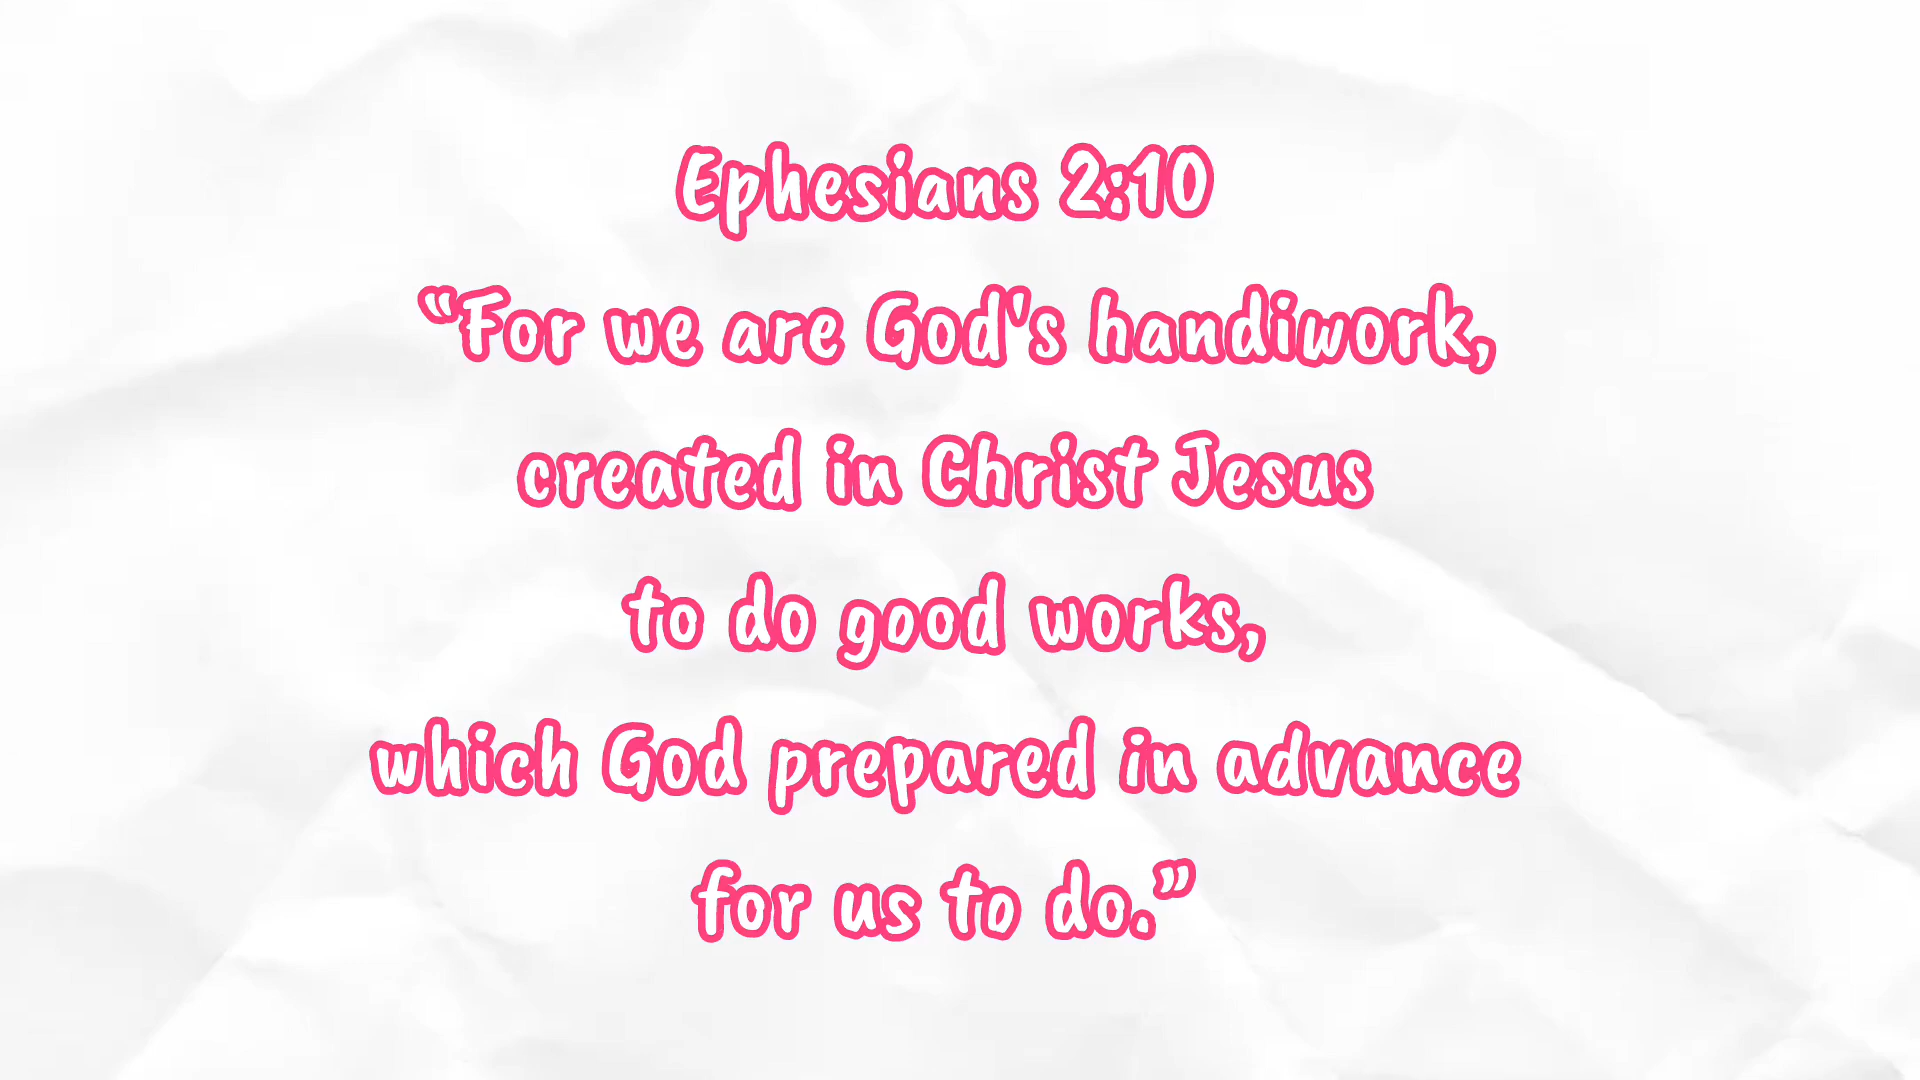 Ephesians 2:10
“For we are God's handiwork,
created in Christ Jesus
to do good works,
which God prepared in advance
for us to do.”